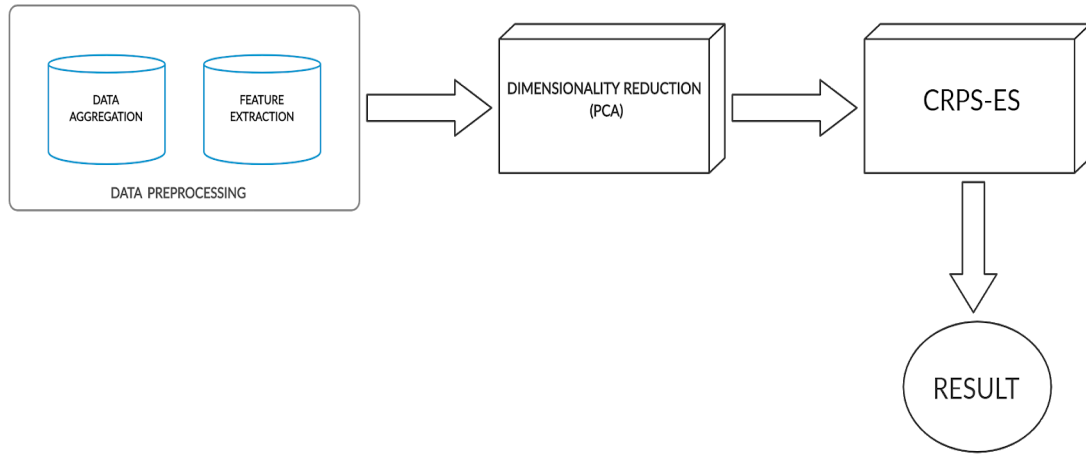 DATA
AGGREGATION
FEATURE
EXTRACTION
DATA PREPROCESSING
DIMENSIONALITY REDUCTION
(PCA)
CRPS-ES
RESULT